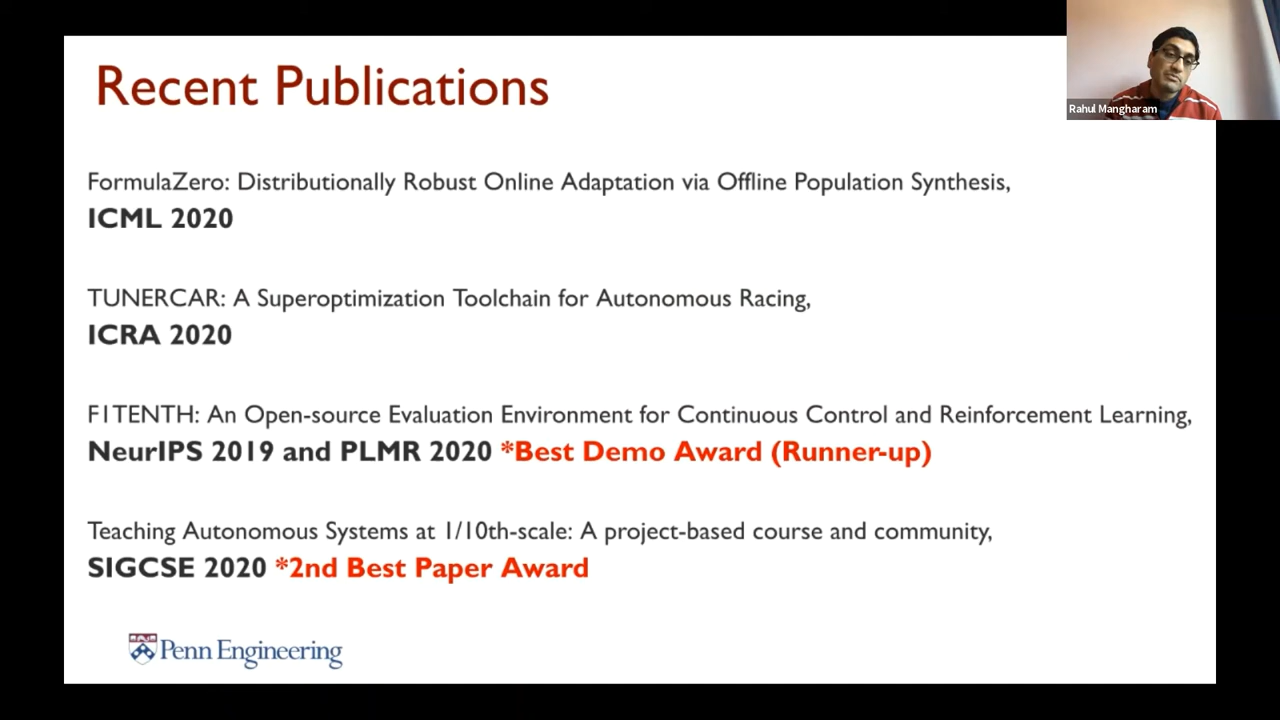 Recent Publications
Rahul Mangharam
FormulaZero: Distributionally Robust Online Adaptation via Offline Population Synthesis,
ICML 2020
TUNERCAR: A Superoptimization Toolchain for Autonomous Racing,
ICRA 2020
F1TENTH: An Open-source Evaluation Environment for Continuous Control and Reinforcement Learning,
NeurIPS 2019 and PLMR 2020 *Best Demo Award (Runner-up)
Teaching Autonomous Systems at 1/10th-scale: A project-based course and community,
SIGCSE 2020 *2nd Best Paper Award
Penn Engineering